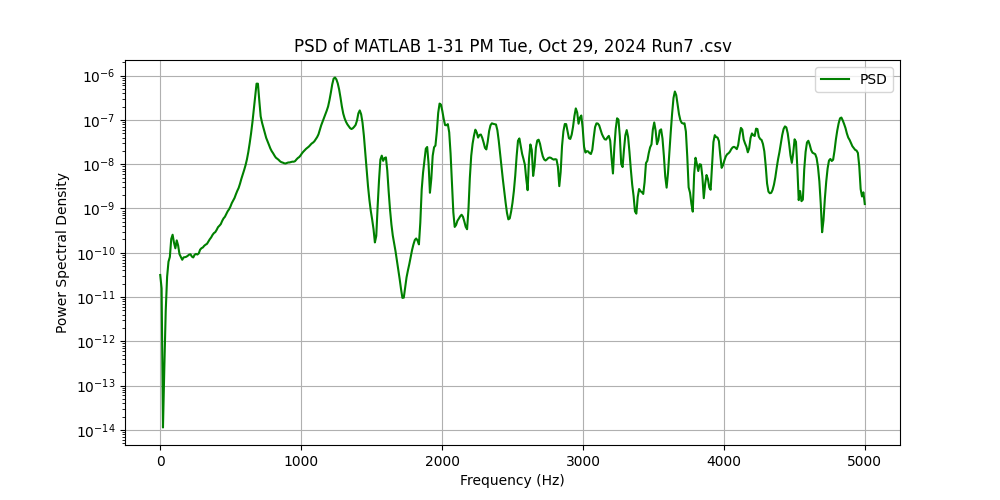 PSD of MATLAB 1-31 PM Tue, Oct 29, 2024 Run7 .csv
PSD
Power Spectral Density
10⁻⁶
10⁻⁷
10⁻⁸
10⁻⁹
10⁻¹⁰
10⁻¹¹
10⁻¹²
10⁻¹³
10⁻¹⁴
0 1000 2000 3000 4000 5000
Frequency (Hz)